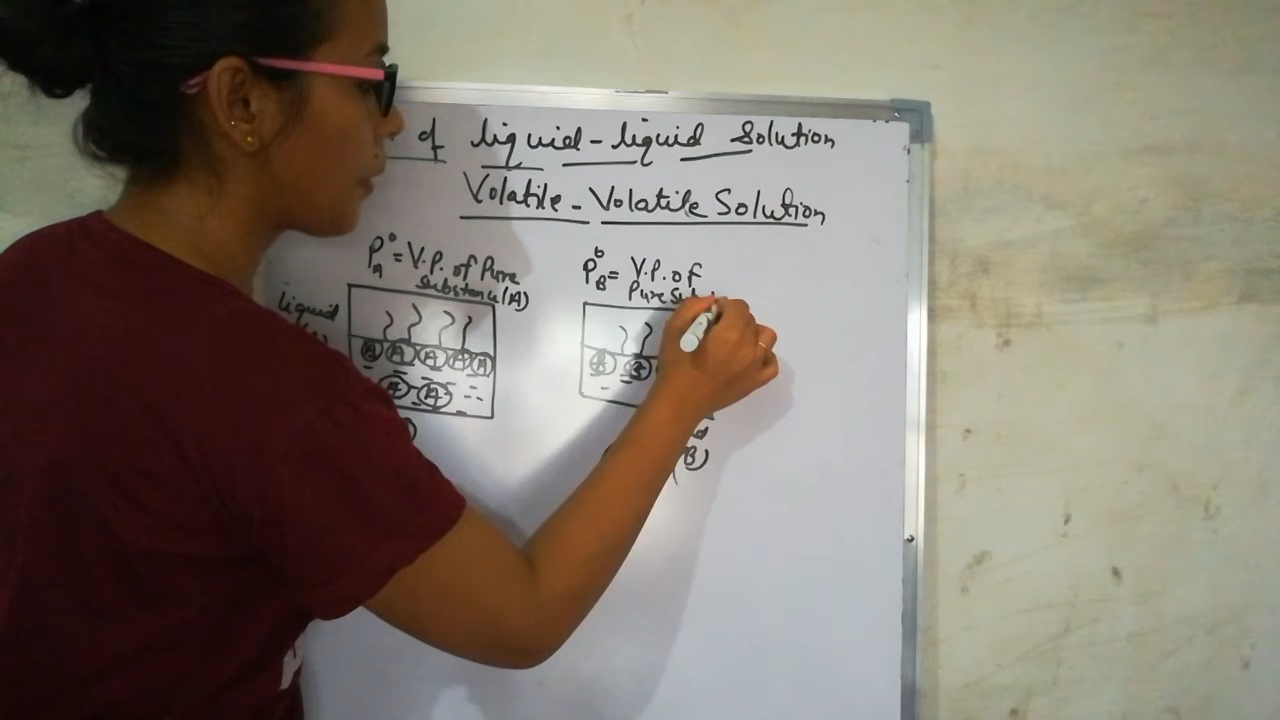 of liquid-liquid Solution
Volatile - Volatile Solution
P°A = V.P. of Pure
Substance (A)
P°B = V.P. of
Pure Sub
liquid
A A A A A
A A
B B
(B)